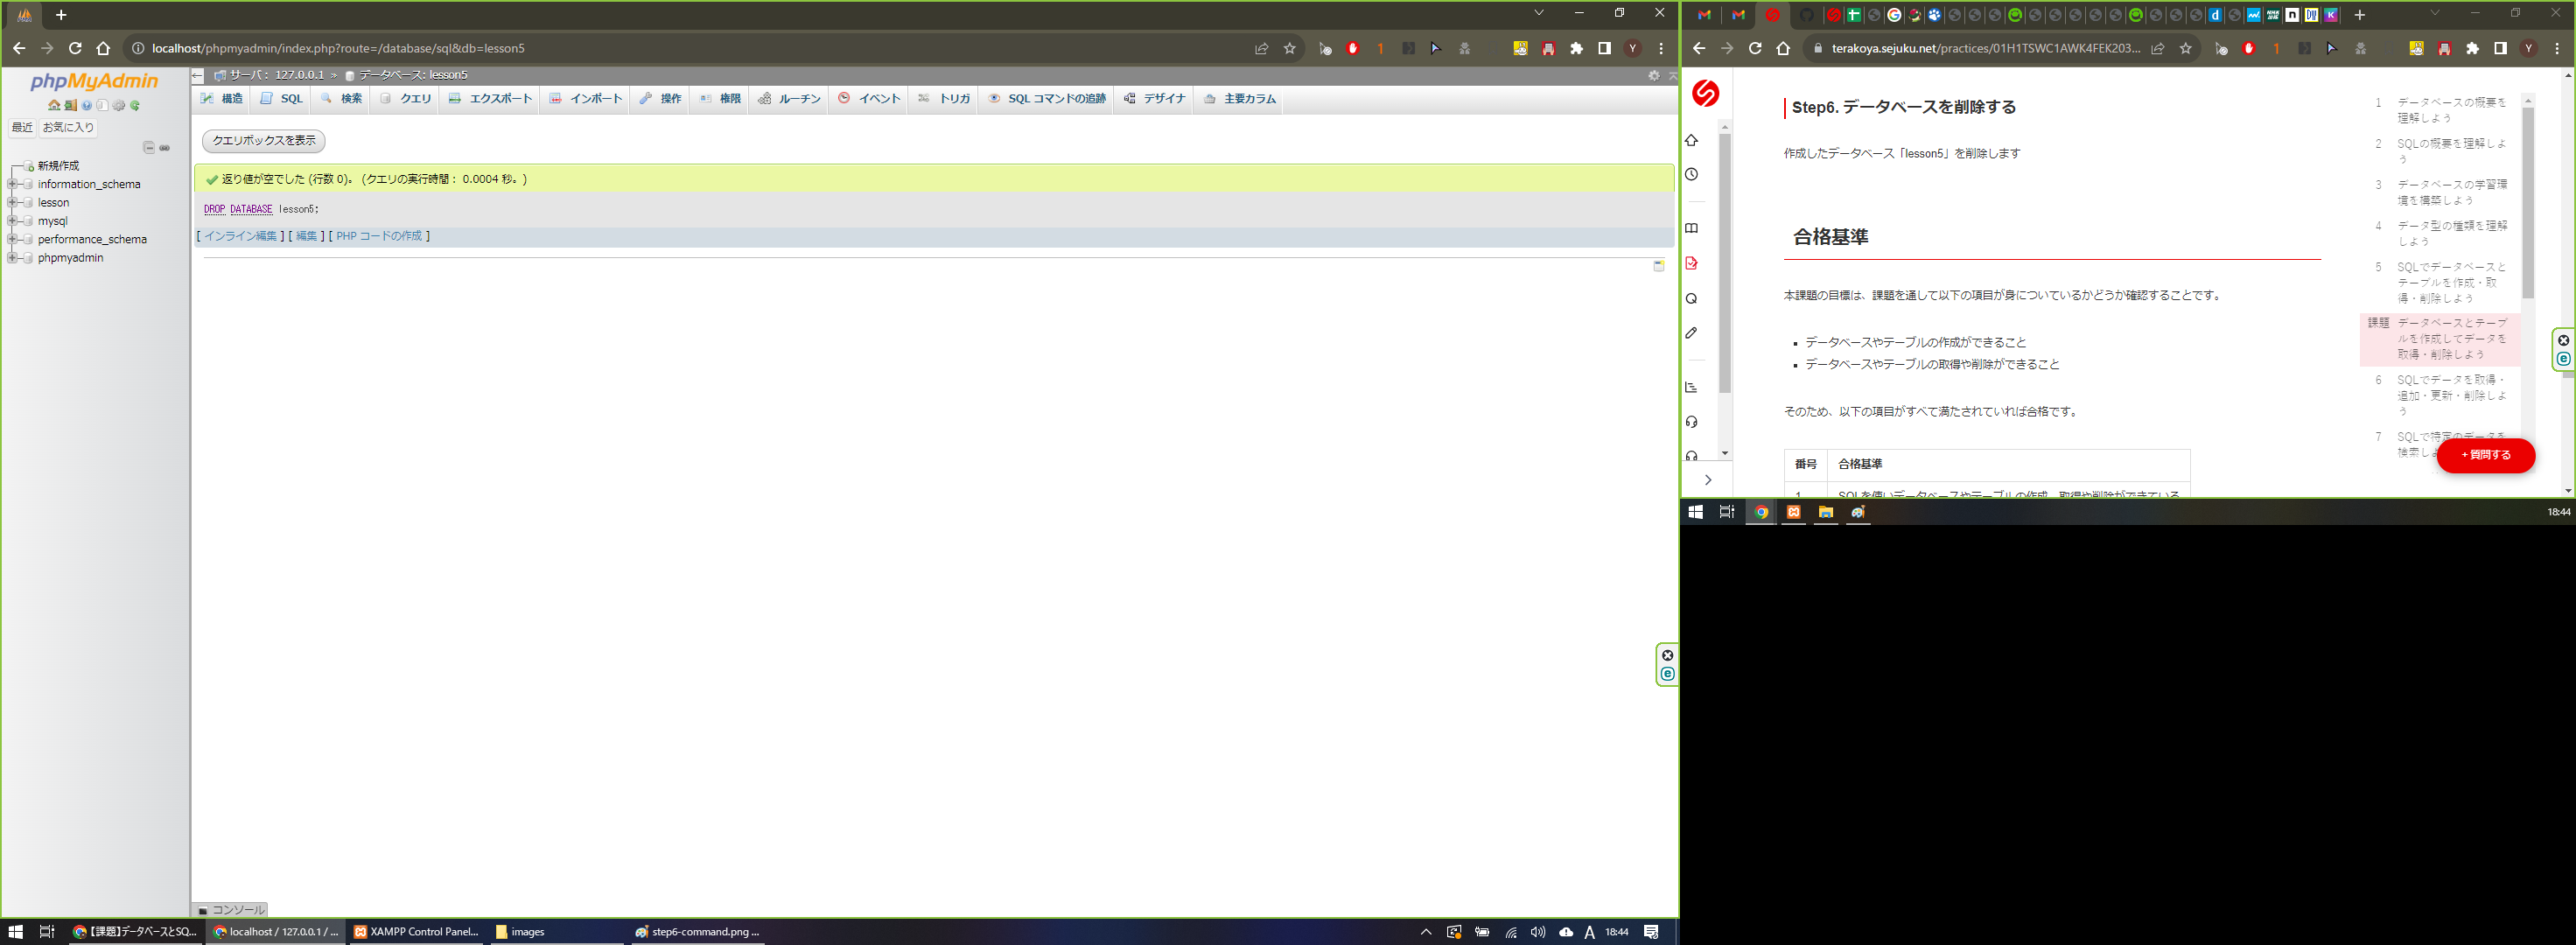 localhost/phpmyadmin/index.php?route=/database/sql&db=lesson5
phpMyAdmin
最近 お気に入り
新規作成
information_schema
lesson
mysql
performance_schema
phpmyadmin
サーバ: 127.0.0.1 » データベース: lesson5
構造 SQL 検索 クエリ エクスポート インポート 操作 権限 ルーチン イベント トリガ SQL コマンドの追跡 デザイナ 主要カラム
クエリボックスを表示
返り値が空でした (行数 0)。 (クエリの実行時間： 0.0004 秒。)
DROP DATABASE lesson5;
[ インライン編集 ] [ 編集 ] [ PHP コードの作成 ]
コンソール
【課題】データベースとSQ...
localhost / 127.0.0.1 / ...
XAMPP Control Panel...
images
step6-command.png ...
A 18:44
terakoya.sejuku.net/practices/01H1TSWC1AWK4FEK203...
Step6. データベースを削除する
作成したデータベース「lesson5」を削除します
合格基準
本課題の目標は、課題を通して以下の項目が身についているかどうか確認することです。
データベースやテーブルの作成ができること
データベースやテーブルの取得や削除ができること
そのため、以下の項目がすべて満たされていれば合格です。
番号 合格基準
1 SQLを使いデータベースやテーブルの作成、取得や削除ができている
1 データベースの概要を
理解しよう
2 SQLの概要を理解しよ
う
3 データベースの学習環
境を構築しよう
4 データ型の種類を理解
しよう
5 SQLでデータベースと
テーブルを作成・取
得・削除しよう
課題 データベースとテーブ
ルを作成してデータを
取得・削除しよう
6 SQLでデータを取得・
追加・更新・削除しよ
う
7 SQLで特定のデータを
検索しよ
+ 質問する
18:44